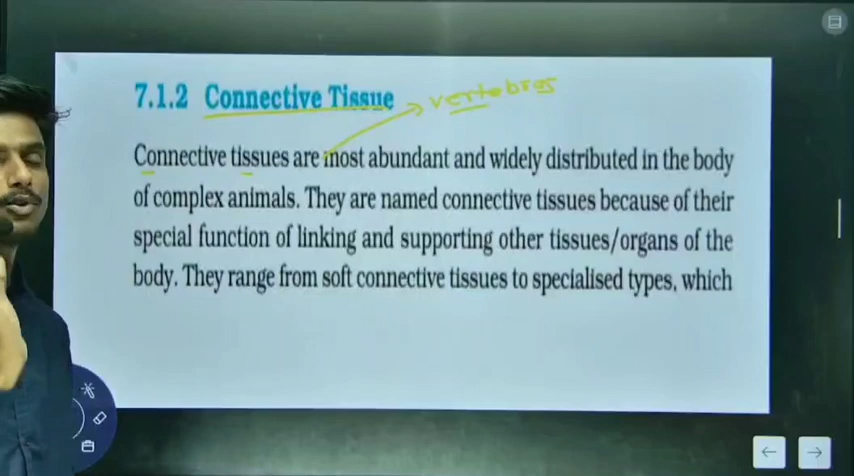 7.1.2 Connective Tissue
vertebras
Connective tissues are most abundant and widely distributed in the body
of complex animals. They are named connective tissues because of their
special function of linking and supporting other tissues/organs of the
body. They range from soft connective tissues to specialised types, which